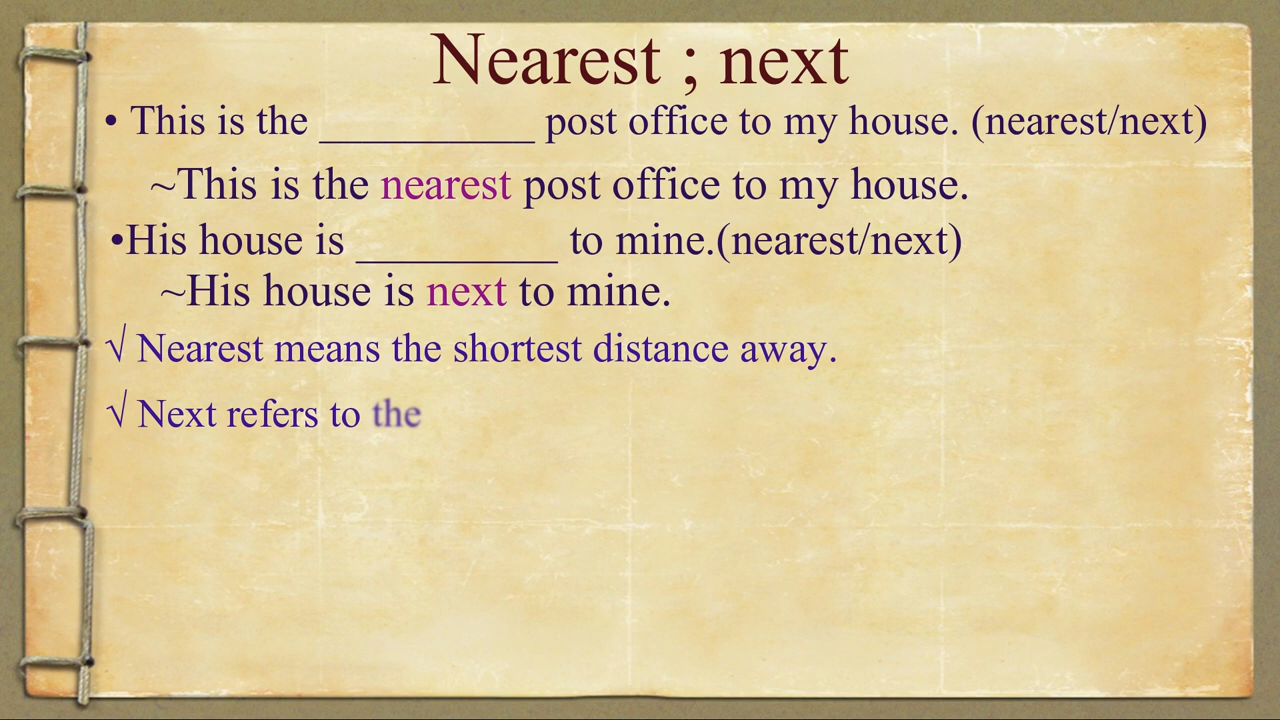 Nearest ; next
• This is the __________ post office to my house. (nearest/next)
~This is the nearest post office to my house.
•His house is _________ to mine.(nearest/next)
~His house is next to mine.
√ Nearest means the shortest distance away.
√ Next refers to the